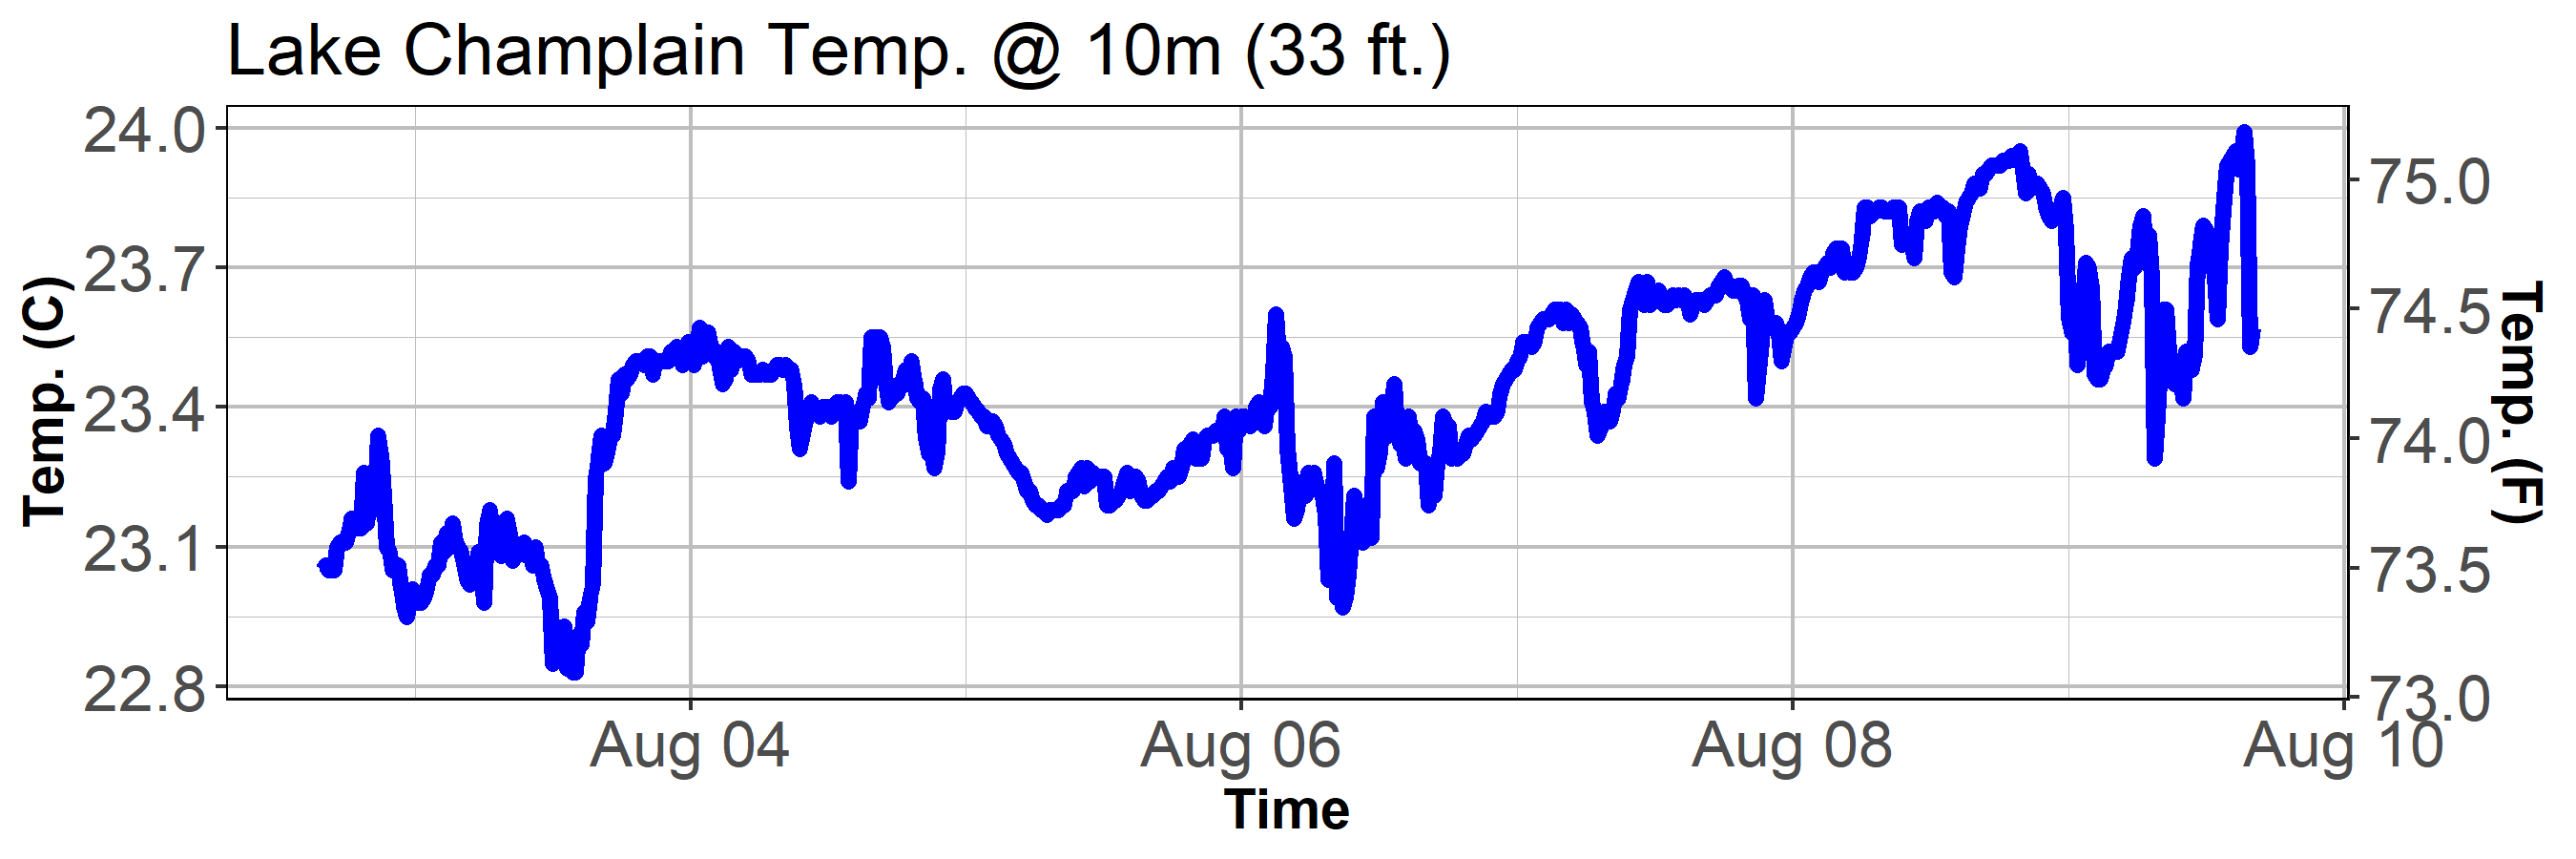 Lake Champlain Temp. @ 10m (33 ft.)
Temp. (C)
24.0
23.7
23.4
23.1
22.8
75.0
74.5
74.0
73.5
73.0
Temp. (F)
Aug 04 Aug 06 Aug 08 Aug 10
Time